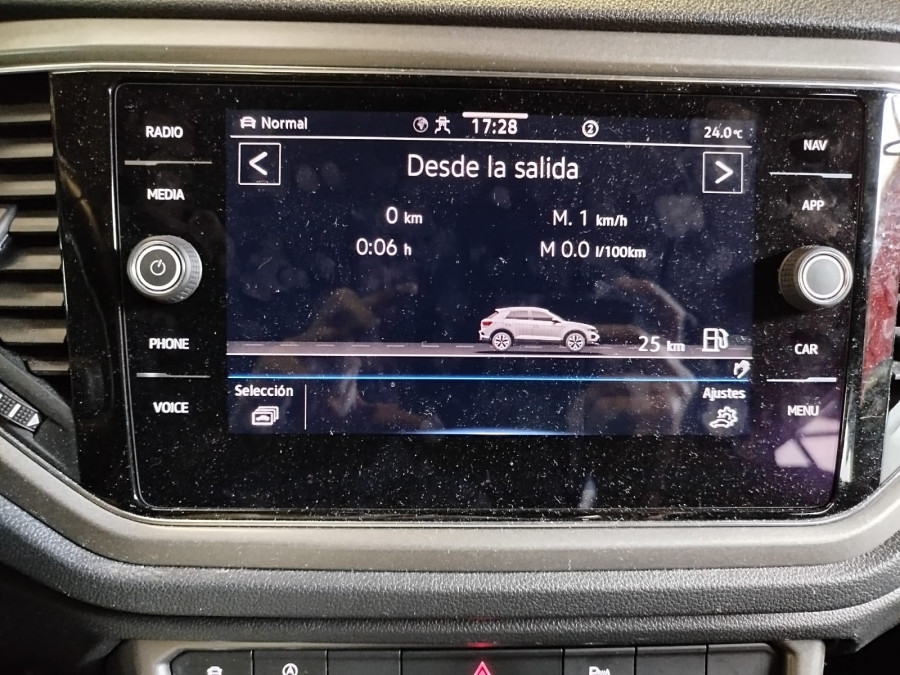 RADIO
MEDIA
PHONE
VOICE
Normal
17:28
2
24.0°C
Desde la salida
0 km
M. 1 km/h
0:06 h
M 0.0 l/100km
25 km
Selección
Ajustes
NAV
APP
CAR
MENU